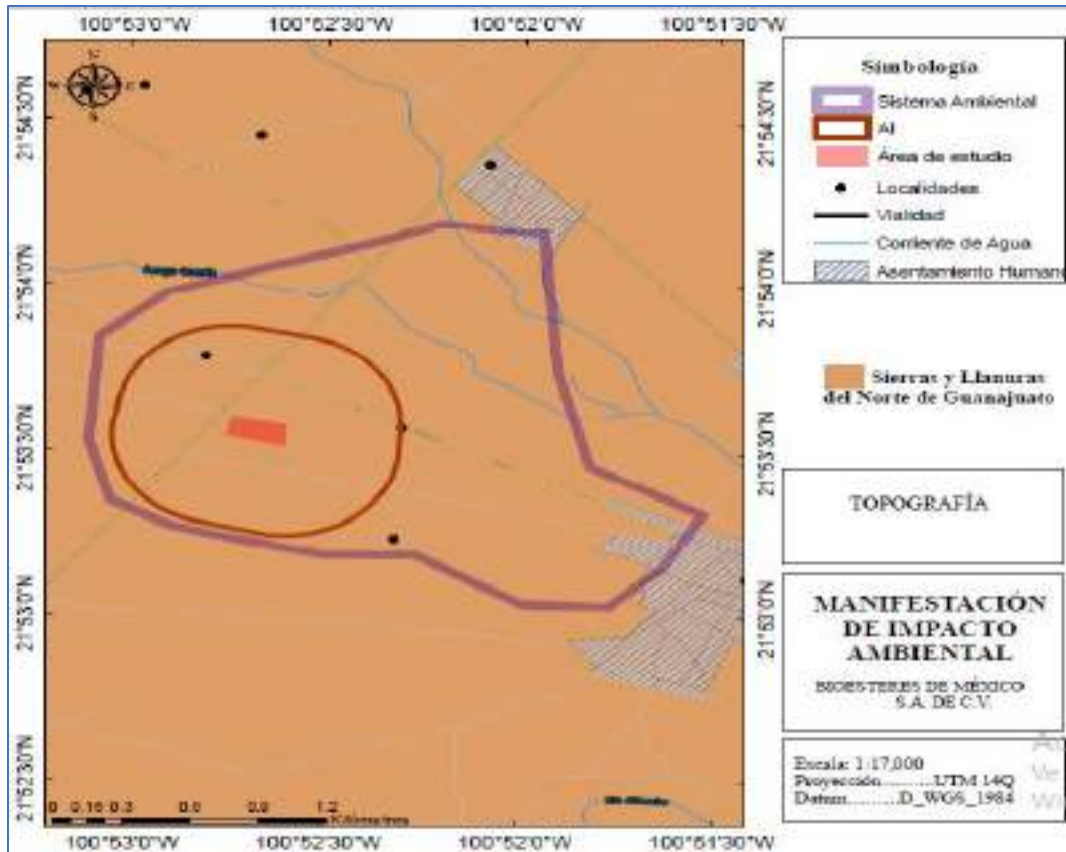 100°53'0"W 100°52'30"W 100°52'0"W 100°51'30"W
21°54'30"N
21°54'0"N
21°53'30"N
21°53'0"N
21°52'30"N
N
E
S
W
0 0.15 0.3 0.6 0.9 1.2
Kilómetros
100°53'0"W 100°52'30"W 100°52'0"W 100°51'30"W
21°54'30"N
21°54'0"N
21°53'30"N
21°53'0"N
Simbología
Sistema Ambiental
AI
Área de estudio
Localidades
Vialidad
Corriente de Agua
Asentamiento Humano
Sierras y Llanuras
del Norte de Guanajuato
TOPOGRAFÍA
MANIFESTACIÓN
DE IMPACTO
AMBIENTAL
BIOESTERES DE MÉXICO
S.A. DE C.V.
Escala: 1:17,000
Proyección.........UTM 14Q
Datum.........D_WGS_1984